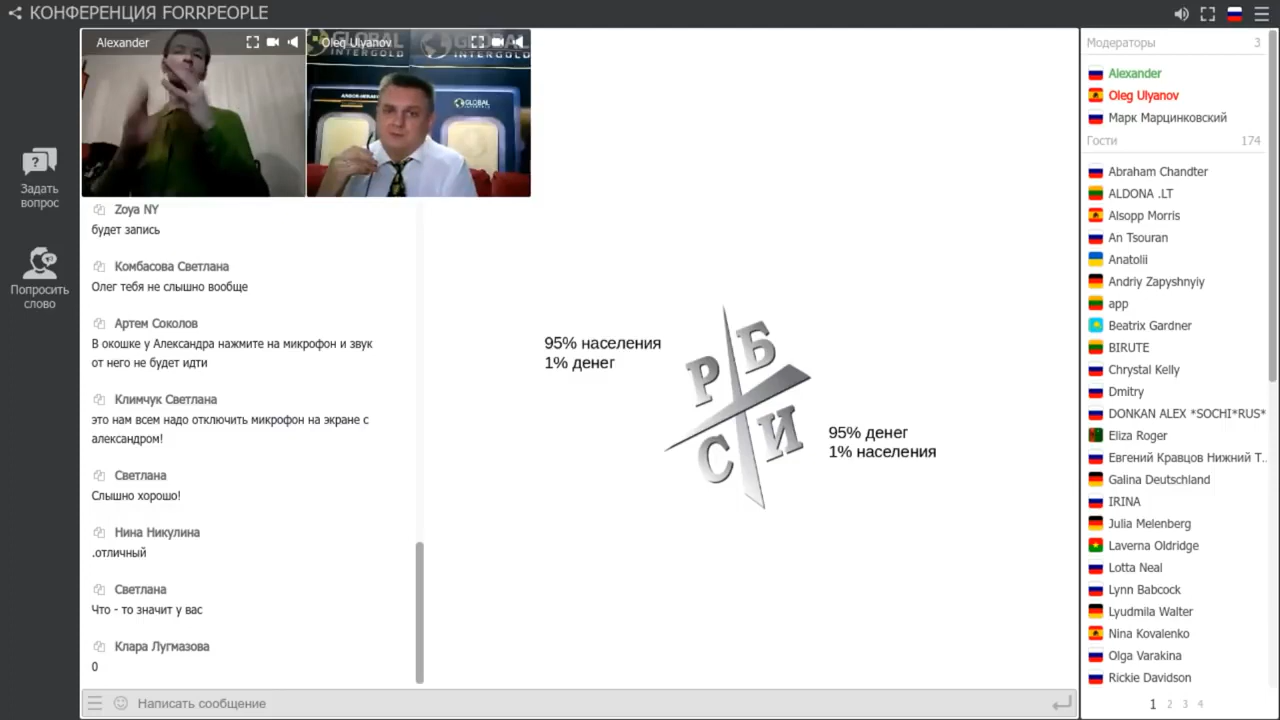 КОНФЕРЕНЦИЯ FORRPEOPLE
Alexander
Oleg Ulyanov
GLOBAL
INTERGOLD
GLOBAL
INTERGOLD
GLOBAL
Задать
вопрос
Попросить
слово
Zoya NY
будет запись
Комбасова Светлана
Олег тебя не слышно вообще
Артем Соколов
В окошке у Александра нажмите на микрофон и звук
от него не будет идти
Климчук Светлана
это нам всем надо отключить микрофон на экране с
александром!
Светлана
Слышно хорошо!
Нина Никулина
.отличный
Светлана
Что - то значит у вас
Клара Лугмазова
0
Написать сообщение
95% населения
1% денег
Р Б
С И
95% денег
1% населения
Модераторы 3
Alexander
Oleg Ulyanov
Марк Марцинковский
Гости 174
Abraham Chandter
ALDONA .LT
Alsopp Morris
An Tsouran
Anatolii
Andriy Zapyshnyiy
app
Beatrix Gardner
BIRUTE
Chrystal Kelly
Dmitry
DONKAN ALEX *SOCHI*RUS*
Eliza Roger
Евгений Кравцов Нижний Т..
Galina Deutschland
IRINA
Julia Melenberg
Laverna Oldridge
Lotta Neal
Lynn Babcock
Lyudmila Walter
Nina Kovalenko
Olga Varakina
Rickie Davidson
1 2 3 4